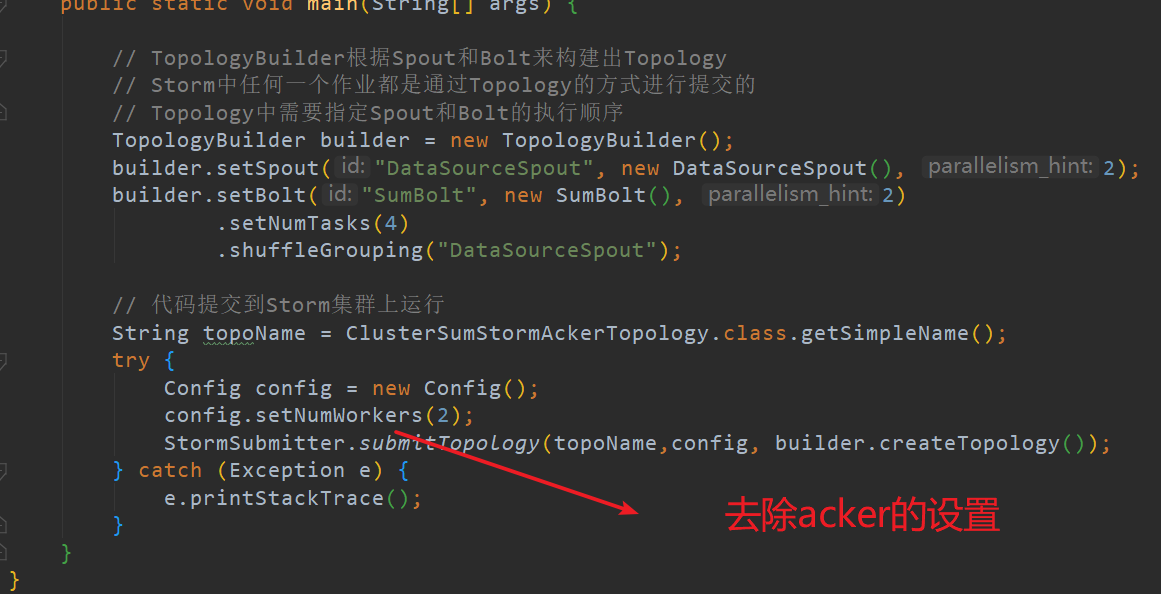 public static void main(String[] args) {
// TopologyBuilder根据Spout和Bolt来构建出Topology
// Storm中任何一个作业都是通过Topology的方式进行提交的
// Topology中需要指定Spout和Bolt的执行顺序
TopologyBuilder builder = new TopologyBuilder();
builder.setSpout( id: "DataSourceSpout", new DataSourceSpout(), parallelism_hint: 2);
builder.setBolt( id: "SumBolt", new SumBolt(), parallelism_hint: 2)
.setNumTasks(4)
.shuffleGrouping("DataSourceSpout");
// 代码提交到Storm集群上运行
String topoName = ClusterSumStormAckerTopology.class.getSimpleName();
try {
Config config = new Config();
config.setNumWorkers(2);
StormSubmitter.submitTopology(topoName,config, builder.createTopology());
} catch (Exception e) {
e.printStackTrace();
去除acker的设置
}
}
}